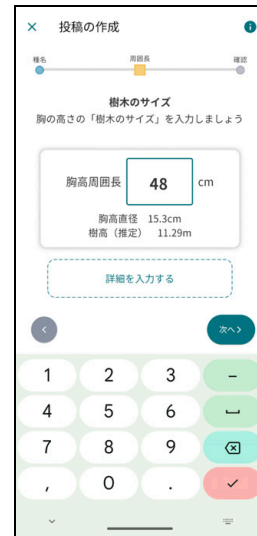 × 投稿の作成 i
種名 周囲長 確認
樹木のサイズ
胸の高さの「樹木のサイズ」を入力しましょう
胸高周囲長 48 cm
胸高直径 15.3cm
樹高（推定） 11.29m
詳細を入力する
次へ >
1 2 3 −
4 5 6
7 8 9
, 0 .